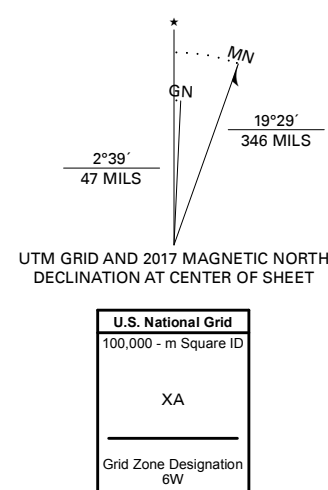 ★
MN
GN
19°29´
346 MILS
2°39´
47 MILS
UTM GRID AND 2017 MAGNETIC NORTH
DECLINATION AT CENTER OF SHEET
U.S. National Grid
100,000 - m Square ID
XA
Grid Zone Designation
6W